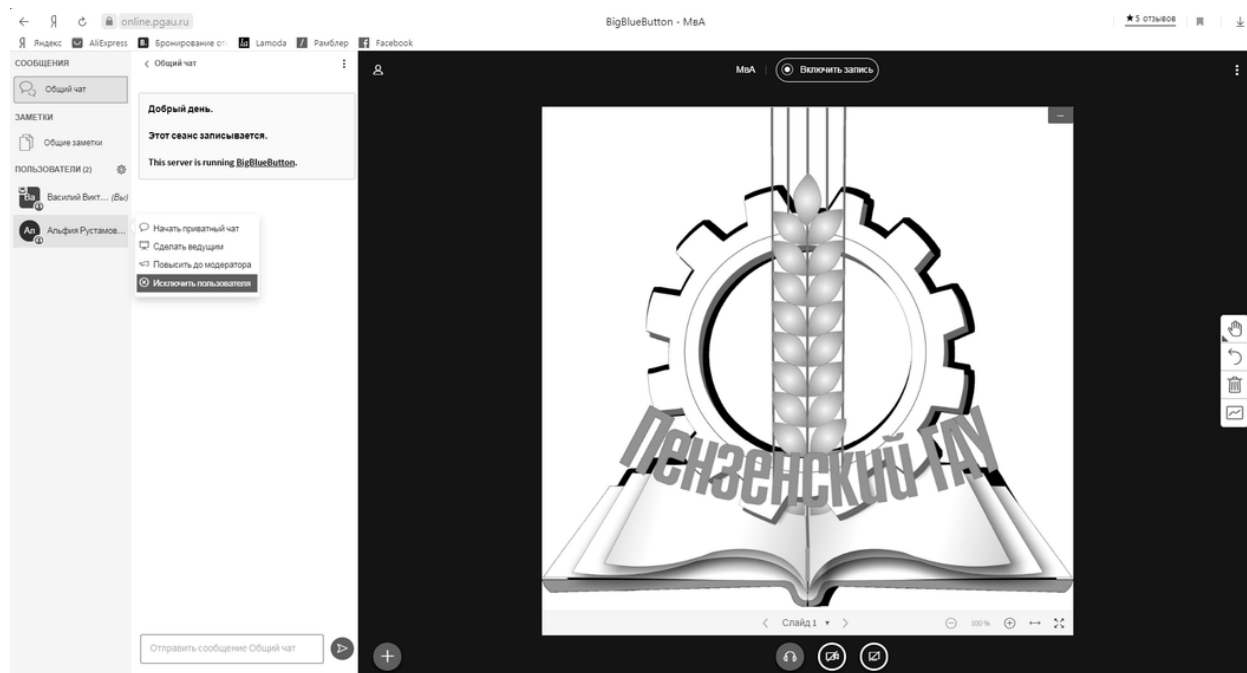 Я online.pgau.ru BigBlueButton - МвА ★5 отзывов
Я Яндекс AliExpress B. Бронирование от la Lamoda Рамблер Facebook
СООБЩЕНИЯ
Общий чат
ЗАМЕТКИ
Общие заметки
ПОЛЬЗОВАТЕЛИ (2)
Ва Василий Викт... (Вы)
Ал Альфия Рустамов...
Общий чат
Добрый день.
Этот сеанс записывается.
This server is running BigBlueButton.
Начать приватный чат
Сделать ведущим
Повысить до модератора
Исключить пользователя
Отправить сообщение Общий чат
МвА Включить запись
Пензенский ГАУ
Слайд 1 100 %